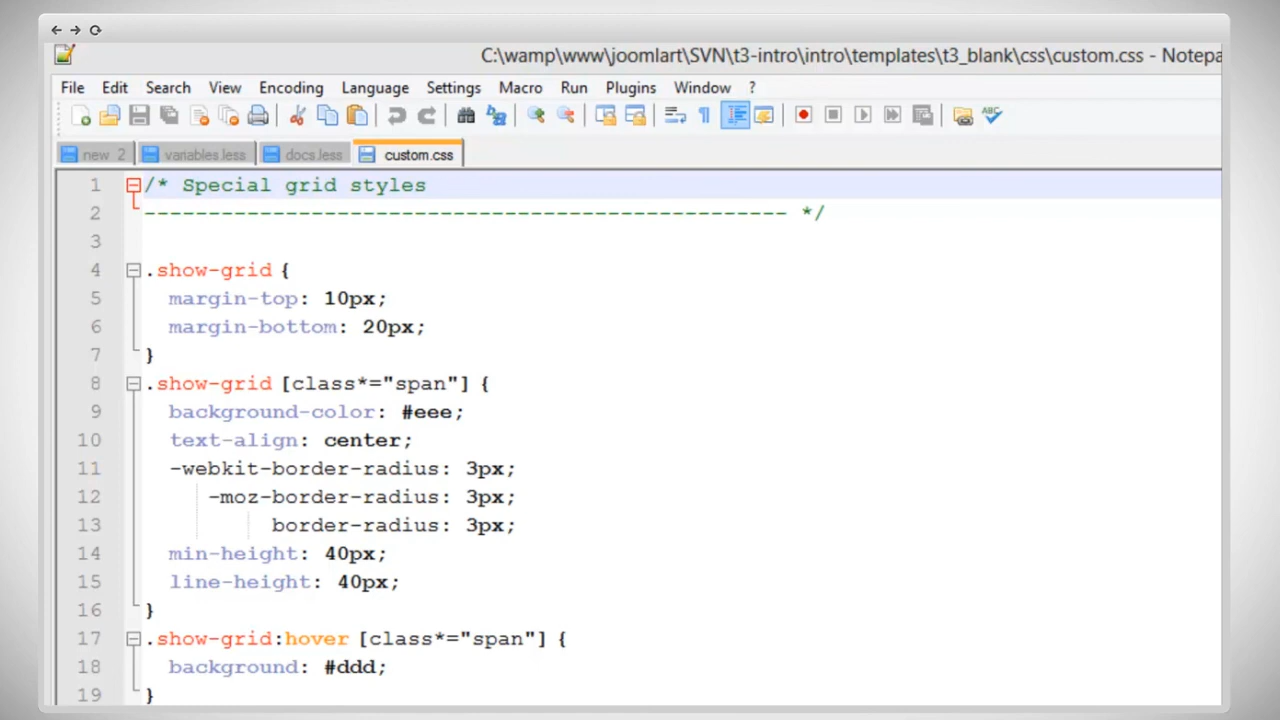 C:\wamp\www\joomlart\SVN\t3-intro\intro\templates\t3_blank\css\custom.css - Notepa
File Edit Search View Encoding Language Settings Macro Run Plugins Window ?
new 2 variables.less docs.less custom.css
1 /* Special grid styles
2 -------------------------------------------------- */
3
4 .show-grid {
5 margin-top: 10px;
6 margin-bottom: 20px;
7 }
8 .show-grid [class*="span"] {
9 background-color: #eee;
10 text-align: center;
11 -webkit-border-radius: 3px;
12 -moz-border-radius: 3px;
13 border-radius: 3px;
14 min-height: 40px;
15 line-height: 40px;
16 }
17 .show-grid:hover [class*="span"] {
18 background: #ddd;
19 }